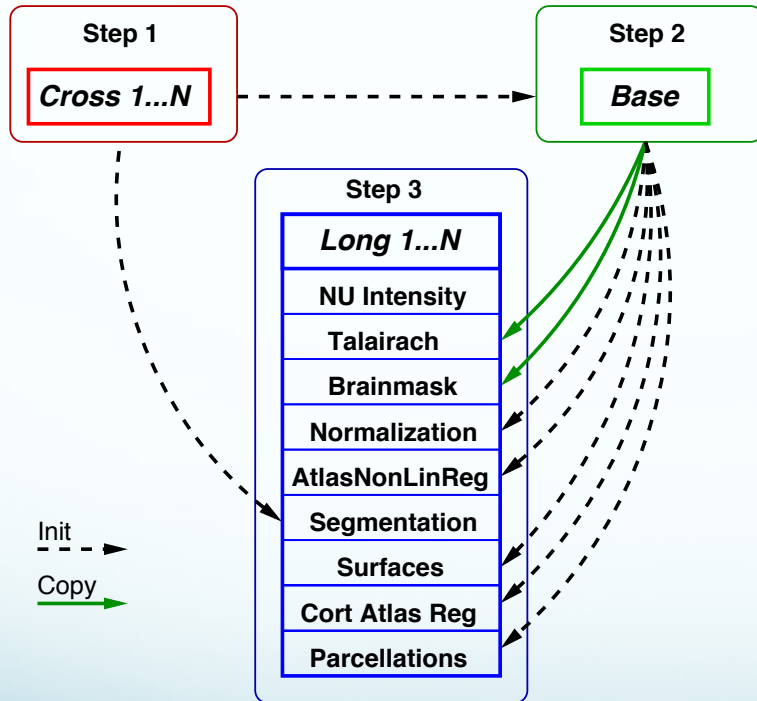 Step 1
Cross 1...N
Step 2
Base
Step 3
Long 1...N
NU Intensity
Talairach
Brainmask
Normalization
AtlasNonLinReg
Segmentation
Surfaces
Cort Atlas Reg
Parcellations
Init
Copy